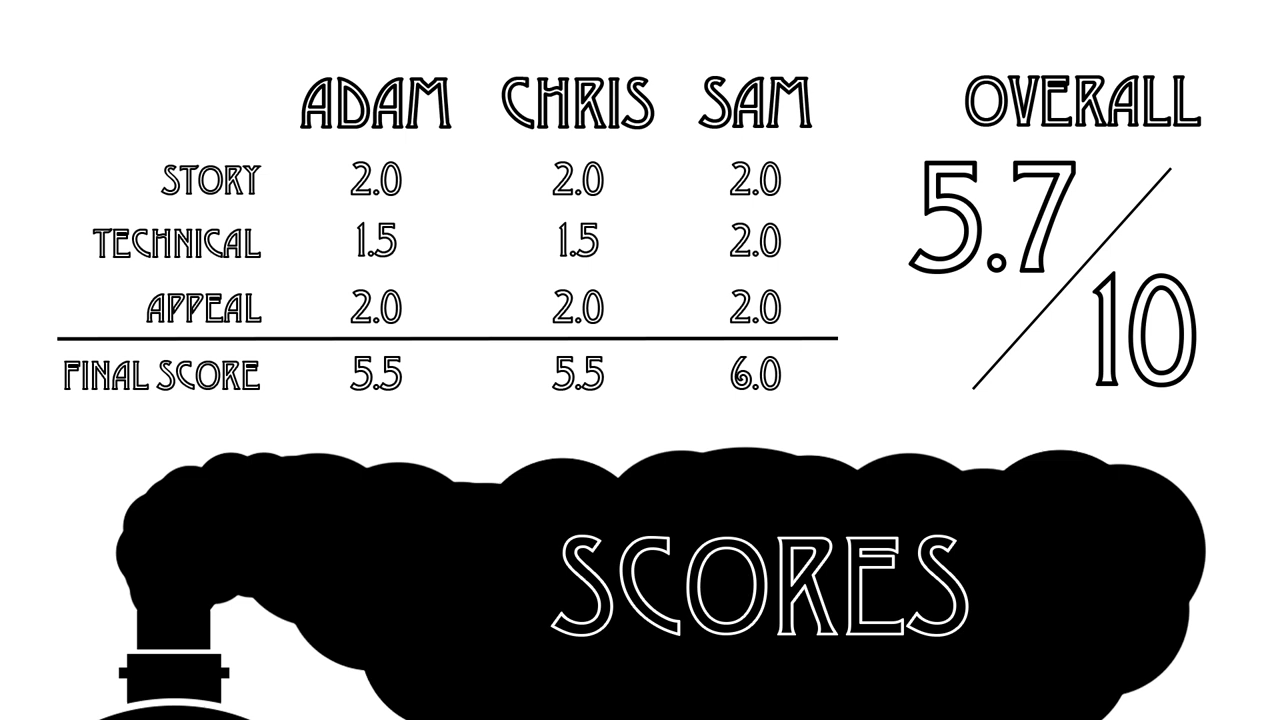 ADAM CHRIS SAM OVERALL
STORY 2.0 2.0 2.0
TECHNICAL 1.5 1.5 2.0
APPEAL 2.0 2.0 2.0
FINAL SCORE 5.5 5.5 6.0
5.7/10
SCORES